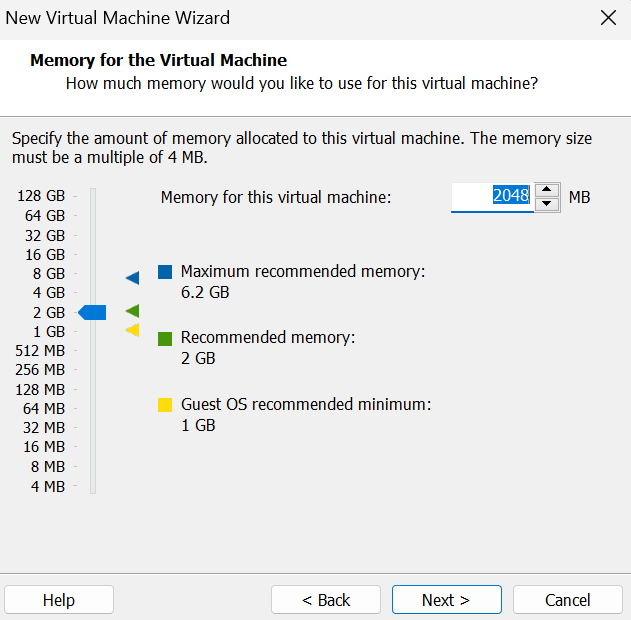 New Virtual Machine Wizard
Memory for the Virtual Machine
How much memory would you like to use for this virtual machine?
Specify the amount of memory allocated to this virtual machine. The memory size
must be a multiple of 4 MB.
Memory for this virtual machine: 2048 MB
128 GB
64 GB
32 GB
16 GB
8 GB
4 GB
2 GB
1 GB
512 MB
256 MB
128 MB
64 MB
32 MB
16 MB
8 MB
4 MB
Maximum recommended memory:
6.2 GB
Recommended memory:
2 GB
Guest OS recommended minimum:
1 GB
Help
< Back
Next >
Cancel